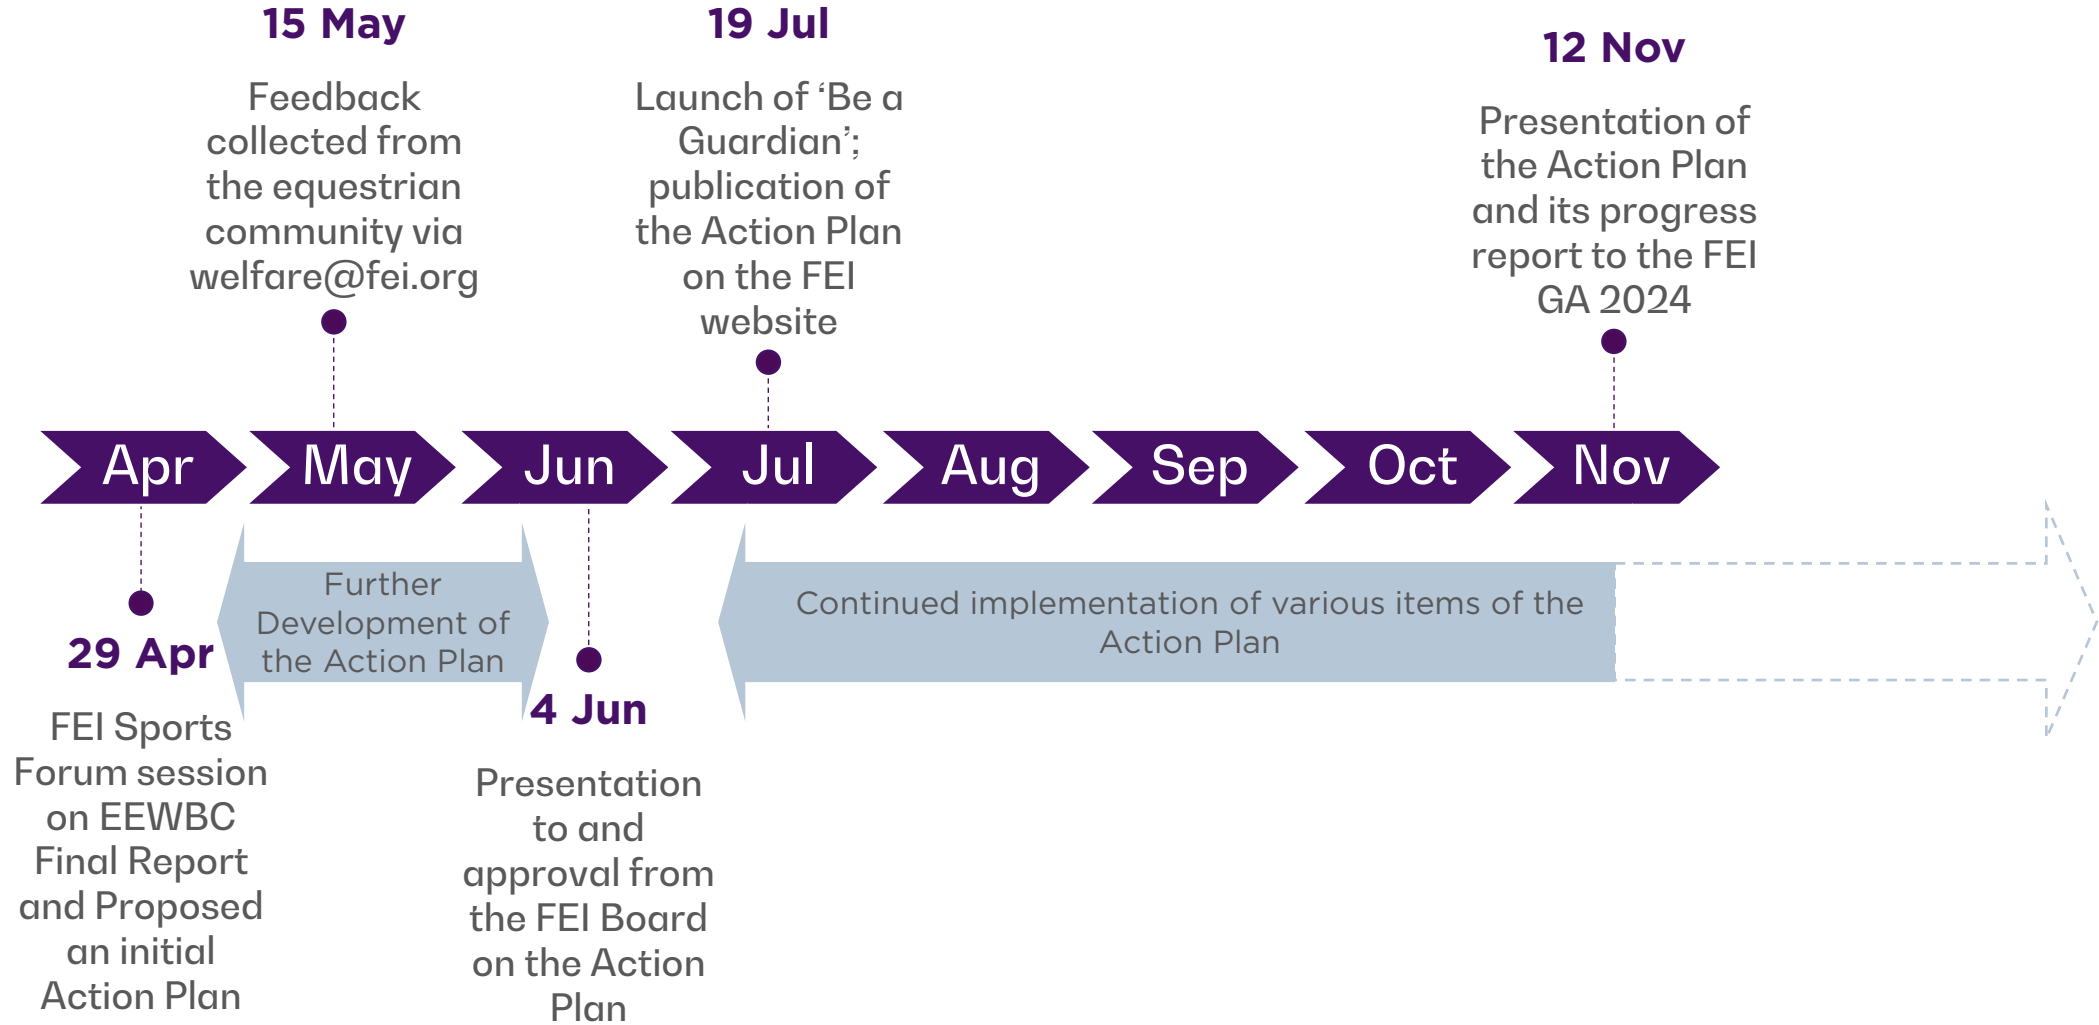 15 May
Feedback
collected from
the equestrian
community via
welfare@fei.org
19 Jul
Launch of ‘Be a
Guardian’;
publication of
the Action Plan
on the FEI
website
12 Nov
Presentation of
the Action Plan
and its progress
report to the FEI
GA 2024
Apr
May
Jun
Jul
Aug
Sep
Oct
Nov
29 Apr
FEI Sports
Forum session
on EEWBC
Final Report
and Proposed
an initial
Action Plan
Further
Development of
the Action Plan
4 Jun
Presentation
to and
approval from
the FEI Board
on the Action
Plan
Continued implementation of various items of the
Action Plan